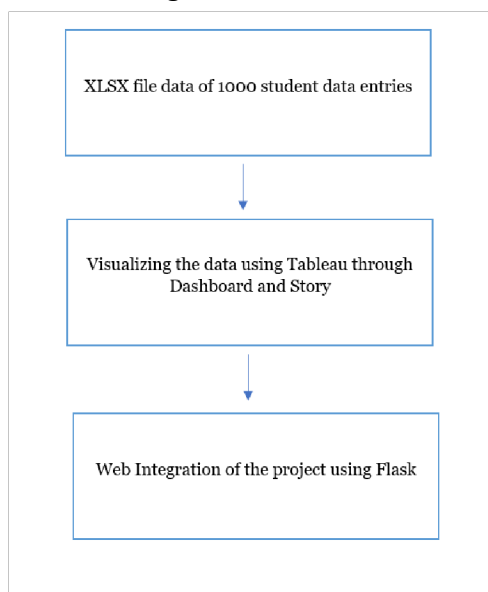 XLSX file data of 1000 student data entries
Visualizing the data using Tableau through
Dashboard and Story
Web Integration of the project using Flask